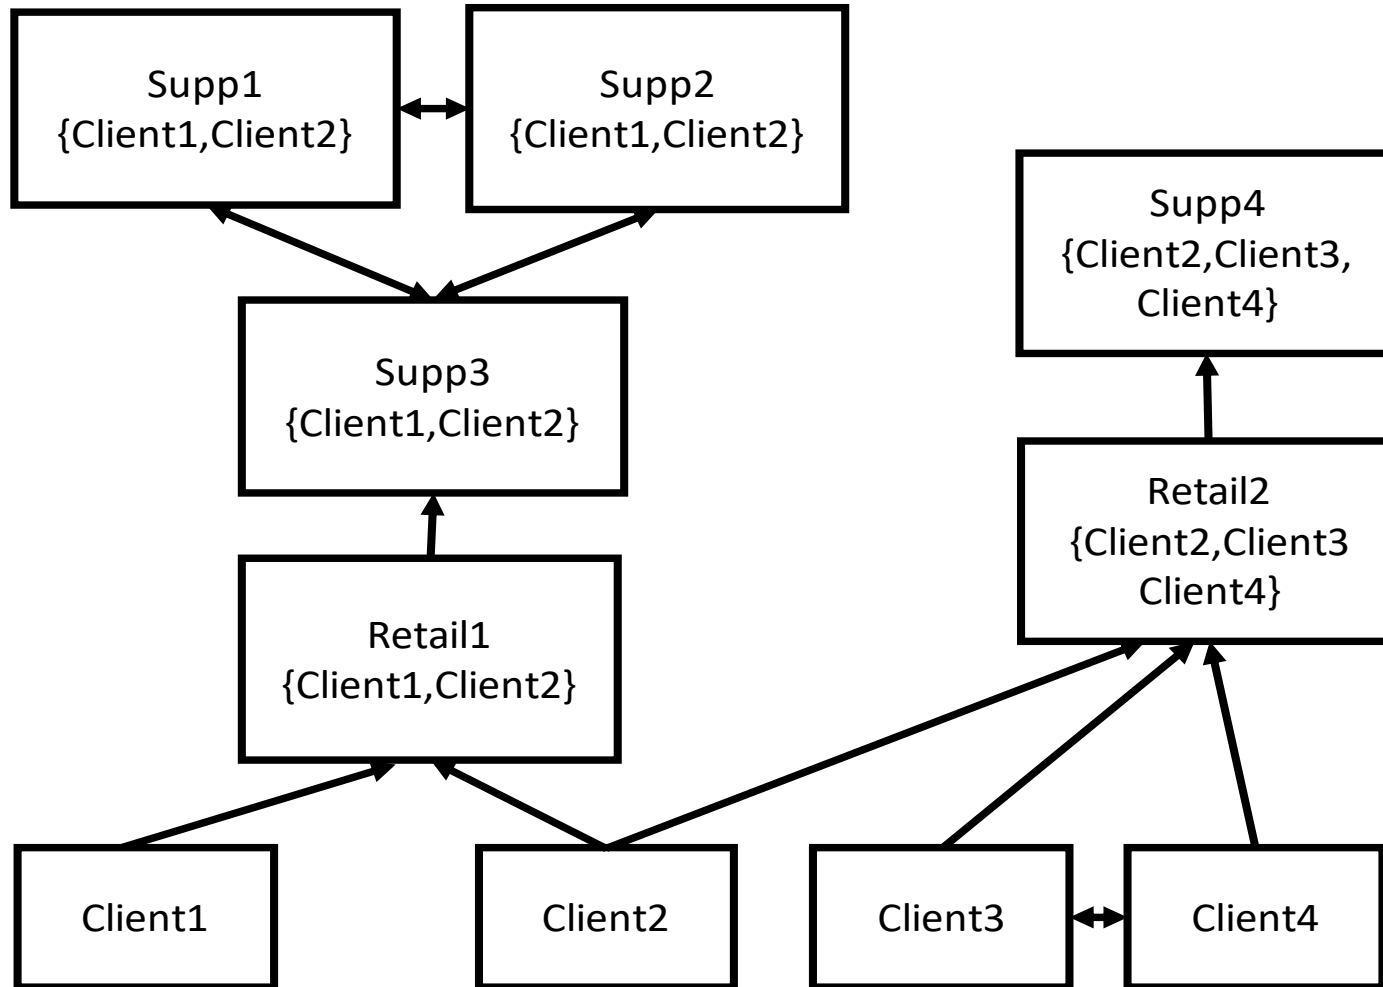 Supp1
{Client1,Client2}
Supp2
{Client1,Client2}
Supp4
{Client2,Client3,
Client4}
Supp3
{Client1,Client2}
Retail2
{Client2,Client3
Client4}
Retail1
{Client1,Client2}
Client1
Client2
Client3
Client4